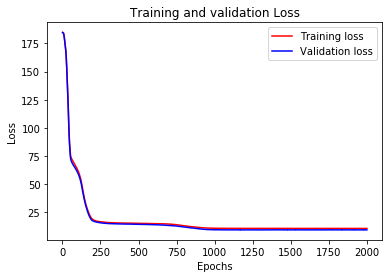 Training and validation Loss
Training loss
Validation loss
Loss
175
150
125
100
75
50
25
0 250 500 750 1000 1250 1500 1750 2000
Epochs